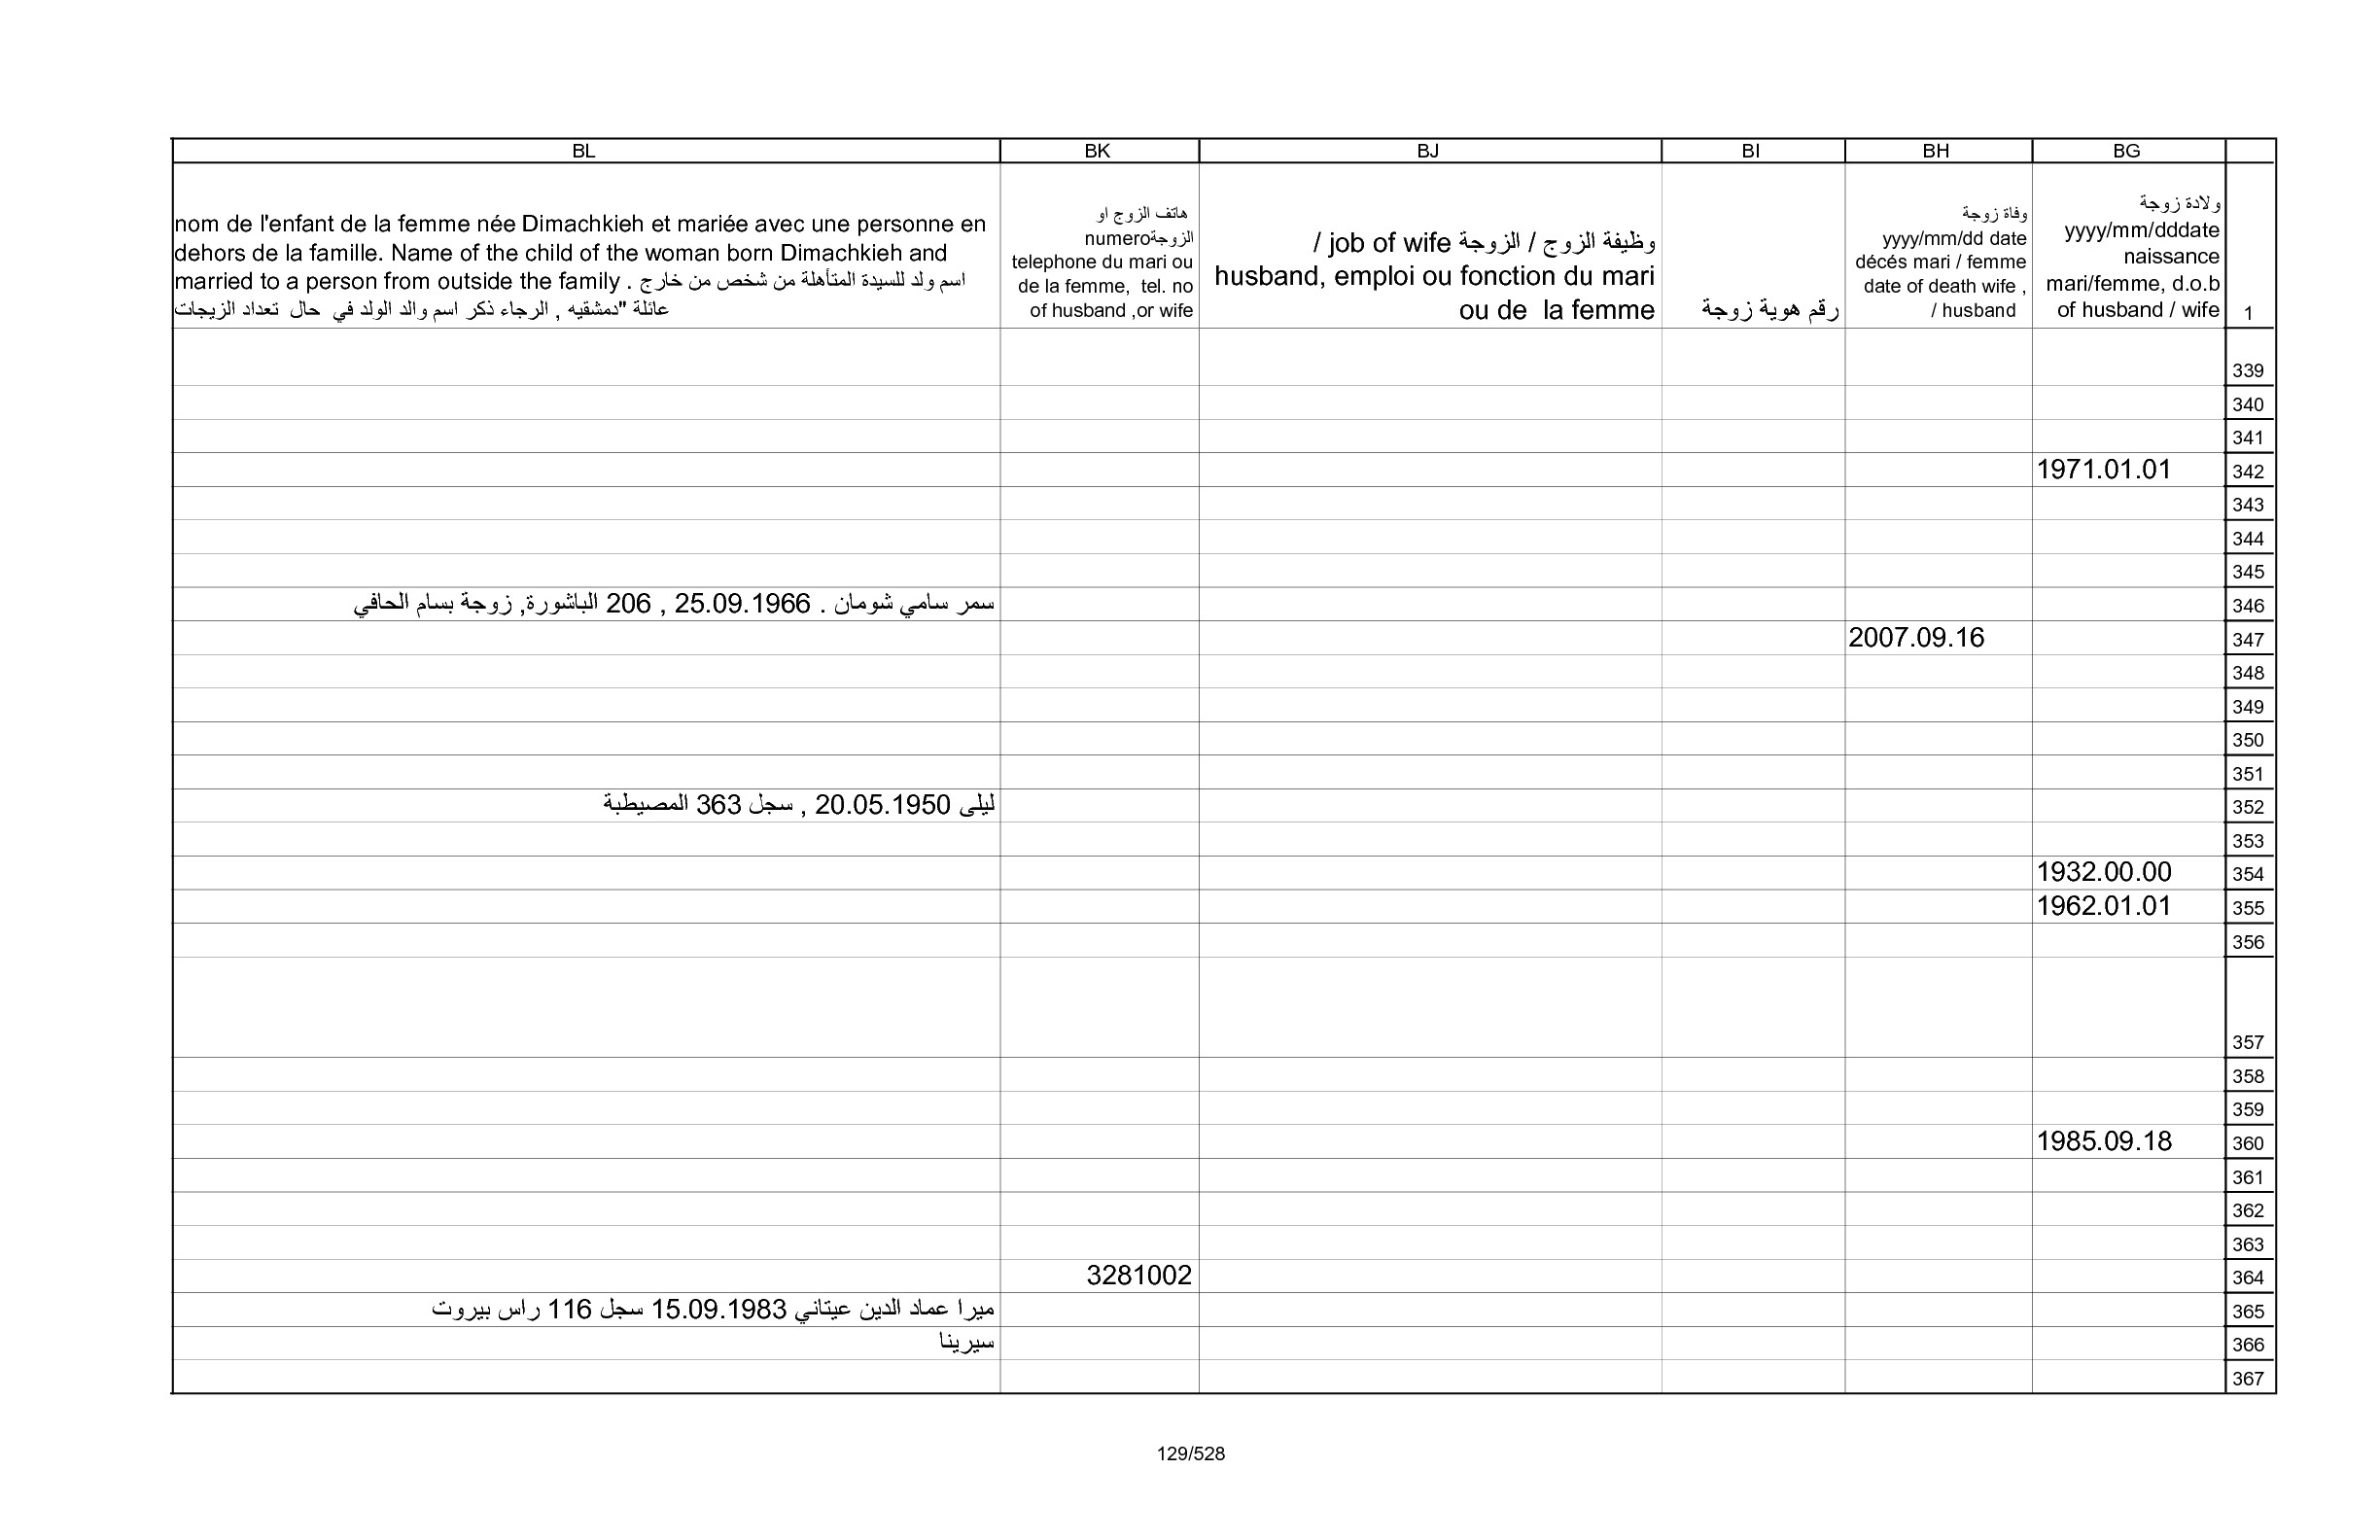 BL BK BJ BI BH BG
nom de l'enfant de la femme née Dimachkieh et mariée avec une personne en
dehors de la famille. Name of the child of the woman born Dimachkieh and
married to a person from outside the family . اسم ولد للسيدة المتأهلة من شخص من خارج
عائلة "دمشقيه , الرجاء ذكر اسم والد الولد في حال تعداد الزيجات
هاتف الزوج او
الزوجةnumero
telephone du mari ou
de la femme, tel. no
of husband ,or wife
وظيفة الزوج / الزوجة job of wife /
husband, emploi ou fonction du mari
ou de la femme
رقم هوية زوجة
وفاة زوجة
yyyy/mm/dd date
décés mari / femme
date of death wife ,
/ husband
ولادة زوجة
yyyy/mm/dddate
naissance
mari/femme, d.o.b
of husband / wife
1
339
340
341
1971.01.01 342
343
344
345
سمر سامي شومان . 25.09.1966 , 206 الباشورة, زوجة بسام الحافي 346
2007.09.16 347
348
349
350
351
ليلى 20.05.1950 , سجل 363 المصيطبة 352
353
1932.00.00 354
1962.01.01 355
356
357
358
359
1985.09.18 360
361
362
363
3281002 364
ميرا عماد الدين عيتاني 15.09.1983 سجل 116 راس بيروت 365
سيرينا 366
367
129/528